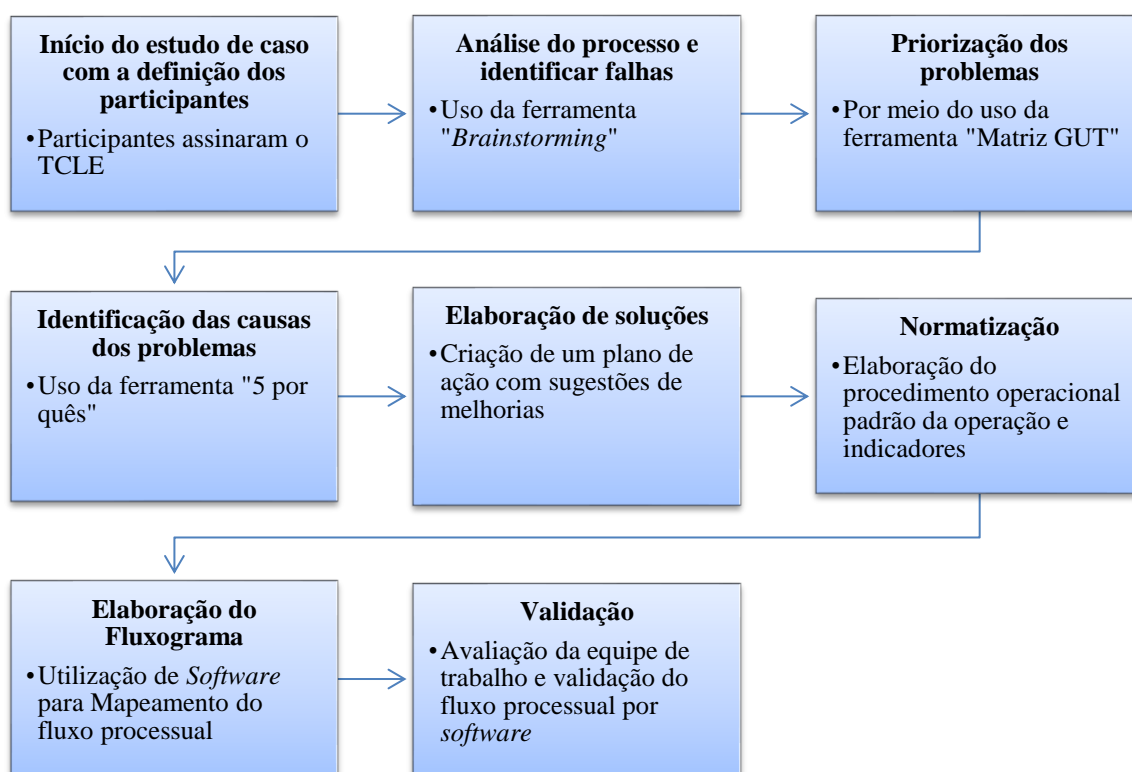 Início do estudo de caso
com a definição dos
participantes
•Participantes assinaram o
TCLE
Análise do processo e
identificar falhas
•Uso da ferramenta
"Brainstorming"
Priorização dos
problemas
•Por meio do uso da
ferramenta "Matriz GUT"
Identificação das causas
dos problemas
•Uso da ferramenta "5 por
quês"
Elaboração de soluções
•Criação de um plano de
ação com sugestões de
melhorias
Normatização
•Elaboração do
procedimento operacional
padrão da operação e
indicadores
Elaboração do
Fluxograma
•Utilização de Software
para Mapeamento do
fluxo processual
Validação
•Avaliação da equipe de
trabalho e validação do
fluxo processual por
software